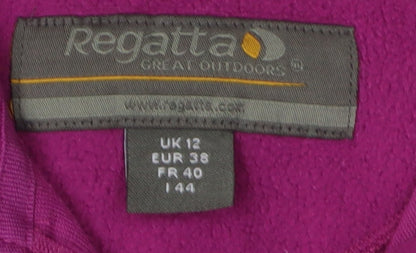 Regatta
GREAT OUTDOORS
www.regatta.com
UK 12
EUR 38
FR 40
I 44